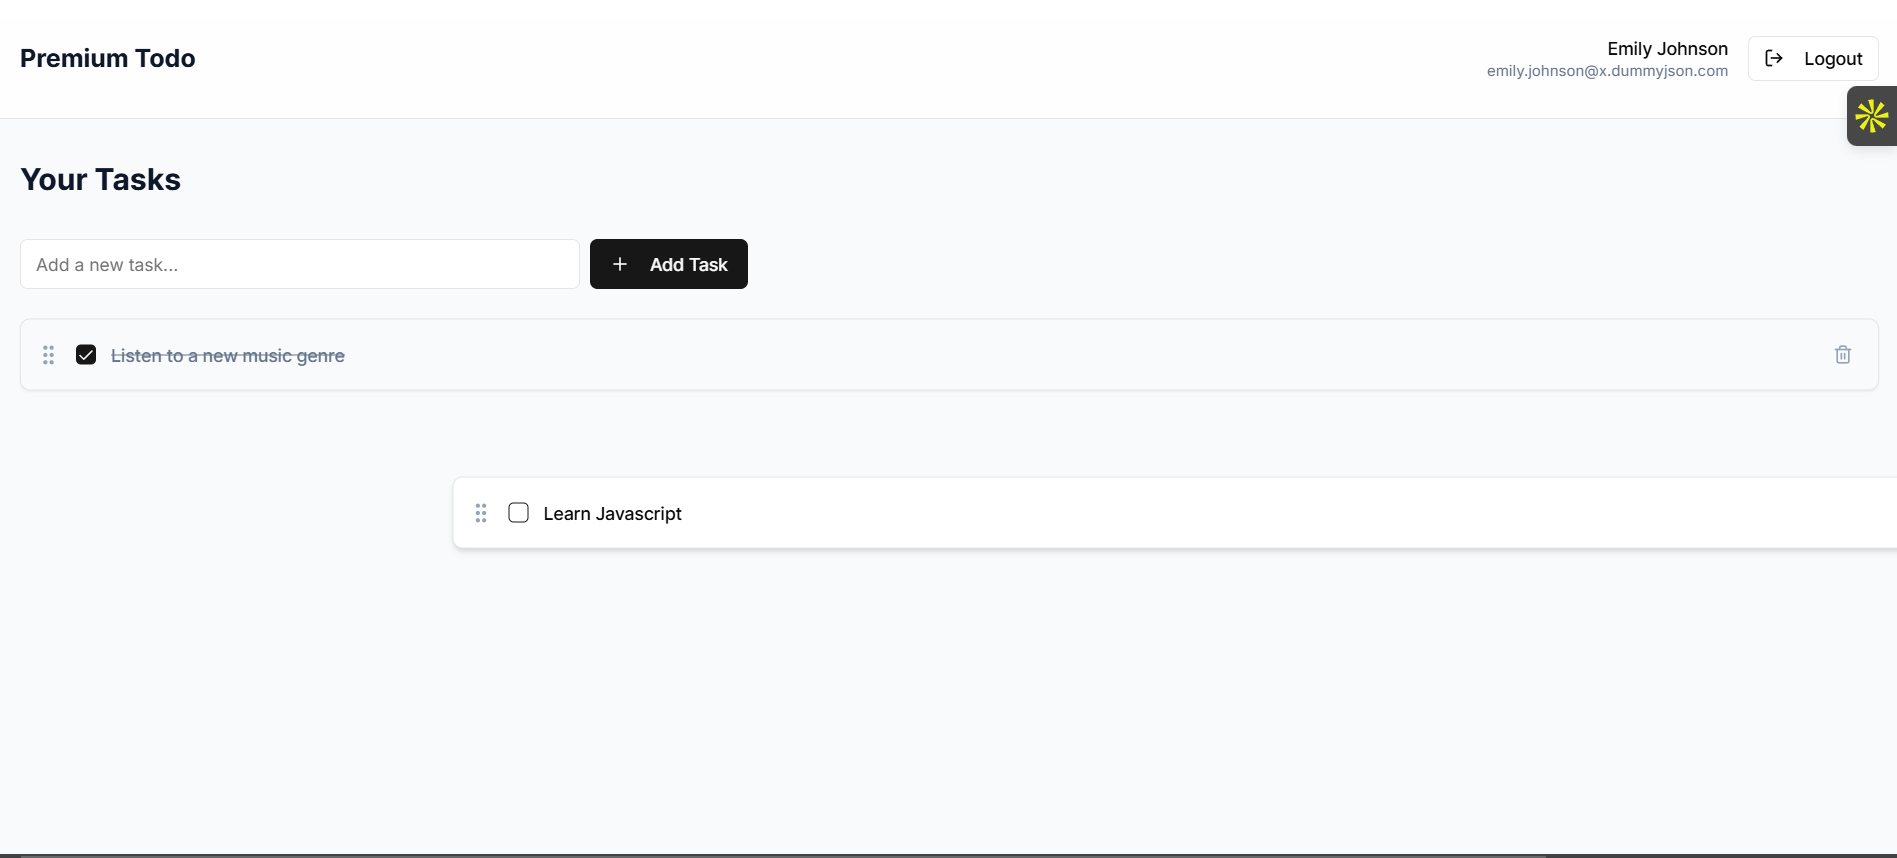 Premium Todo
Emily Johnson
emily.johnson@x.dummyjson.com
Logout
Your Tasks
Add a new task...
Add Task
Listen to a new music genre
Learn Javascript